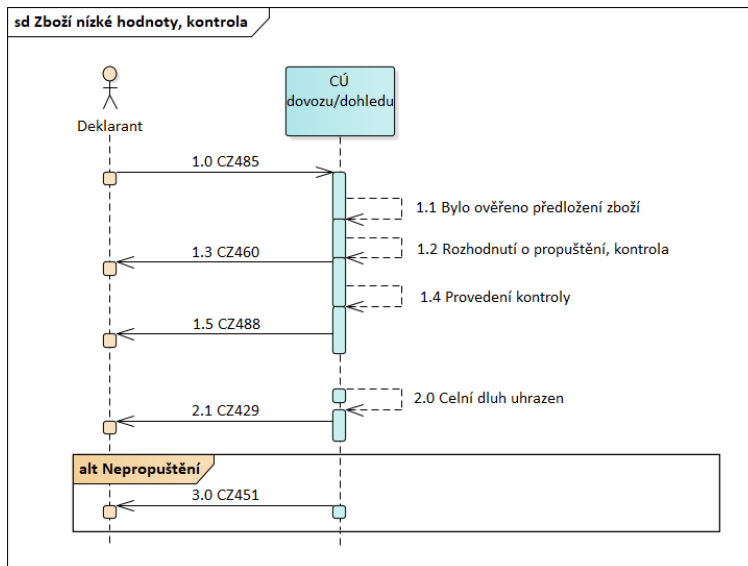 sd Zboží nízké hodnoty, kontrola
CÚ
dovozu/dohledu
Deklarant
1.0 CZ485
1.1 Bylo ověřeno předložení zboží
1.2 Rozhodnutí o propuštění, kontrola
1.3 CZ460
1.4 Provedení kontroly
1.5 CZ488
2.0 Celní dluh uhrazen
2.1 CZ429
alt Nepropuštění
3.0 CZ451